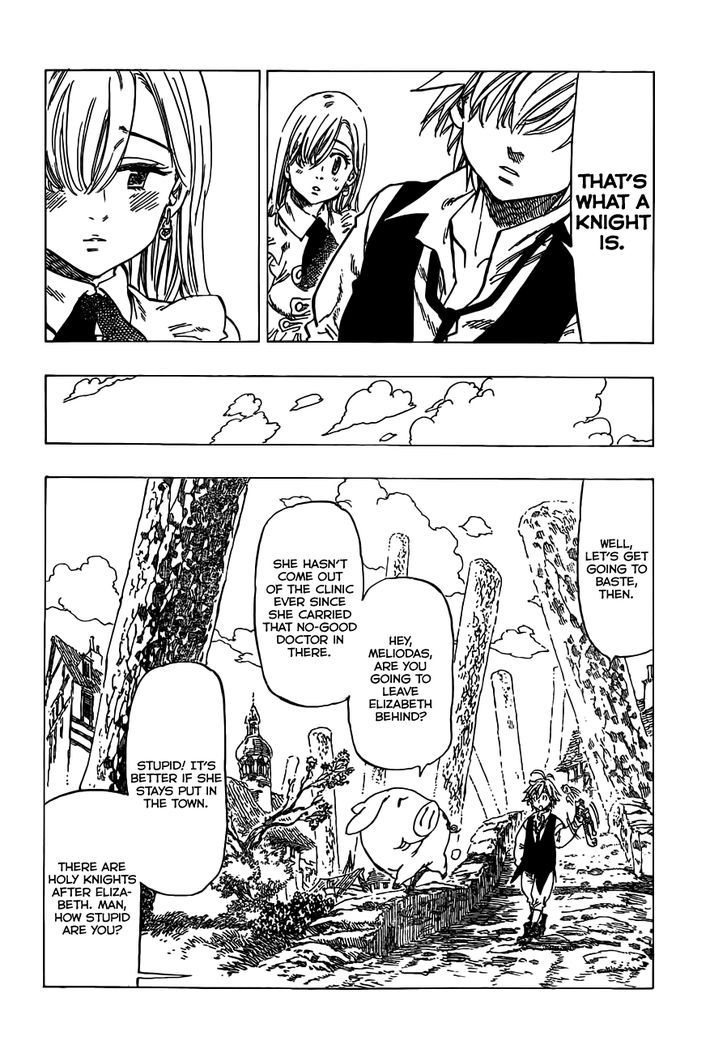 THAT'S
WHAT A
KNIGHT
IS.
WELL,
LET'S GET
GOING TO
BASTE,
THEN.
HEY,
MELIODAS,
ARE YOU
GOING TO
LEAVE
ELIZABETH
BEHIND?
SHE HASN'T
COME OUT
OF THE CLINIC
EVER SINCE
SHE CARRIED
THAT NO-GOOD
DOCTOR IN
THERE.
STUPID! IT'S
BETTER IF SHE
STAYS PUT IN
THE TOWN.
THERE ARE
HOLY KNIGHTS
AFTER ELIZA-
BETH. MAN,
HOW STUPID
ARE YOU?